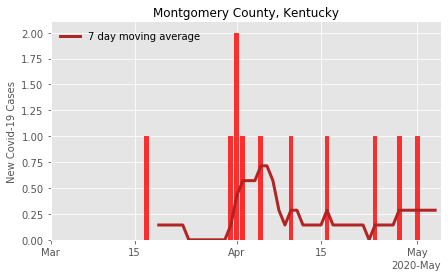 Montgomery County, Kentucky
7 day moving average
New Covid-19 Cases
2.00
1.75
1.50
1.25
1.00
0.75
0.50
0.25
0.00
Mar
15
Apr
15
May
2020-May